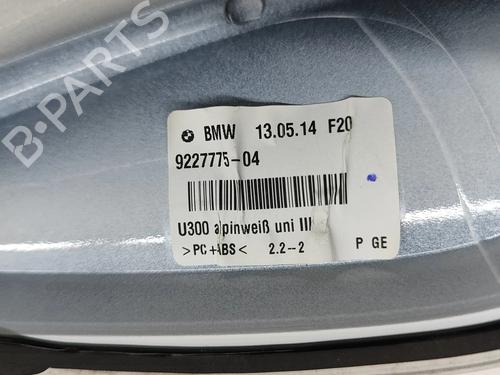 B-PARTS
BMW 13.05.14 F20
9227775-04
U300 alpinweiß uni III
>PC+ABS< 2.2--2 P GE